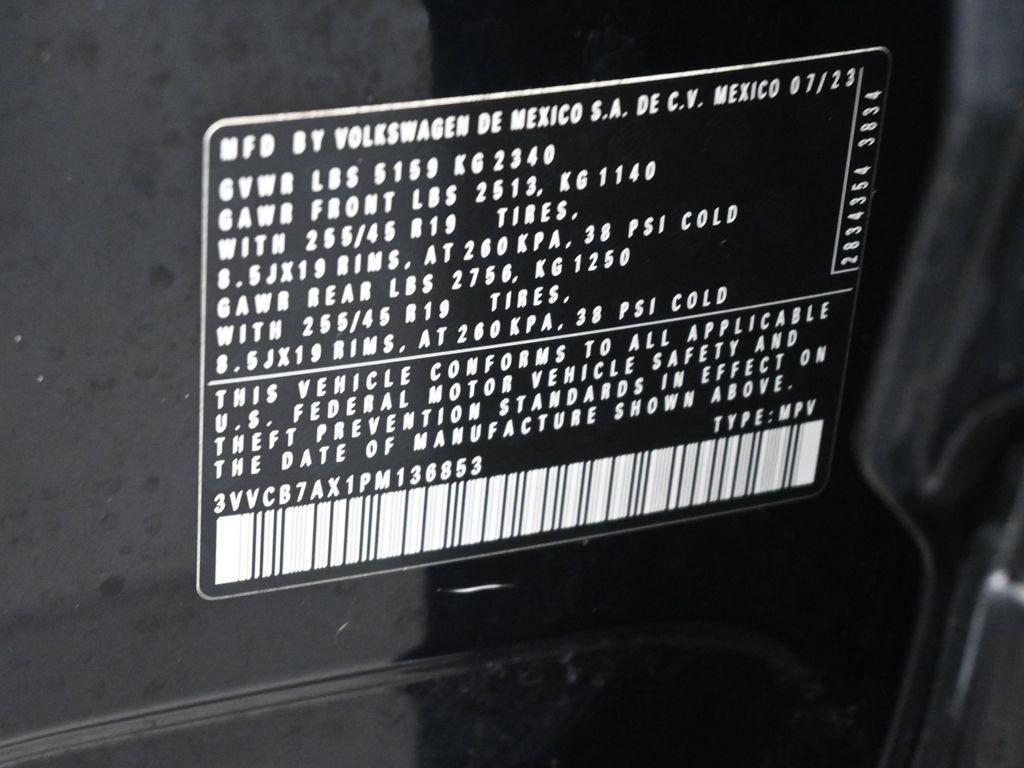 MFD BY VOLKSWAGEN DE MEXICO S.A. DE C.V. MEXICO 07/23
GVWR LBS 5159 KG 2340
GAWR FRONT LBS 2513, KG 1140
WITH 255/45 R19 TIRES,
8.5JX19 RIMS, AT 260 KPA, 38 PSI COLD
GAWR REAR LBS 2756, KG 1250
WITH 255/45 R19 TIRES,
8.5JX19 RIMS, AT 260 KPA, 38 PSI COLD
2834354 3834
THIS VEHICLE CONFORMS TO ALL APPLICABLE
U.S. FEDERAL MOTOR VEHICLE SAFETY AND
THEFT PREVENTION STANDARDS IN EFFECT ON
THE DATE OF MANUFACTURE SHOWN ABOVE.
TYPE:MPV
3VVCB7AX1PM136853